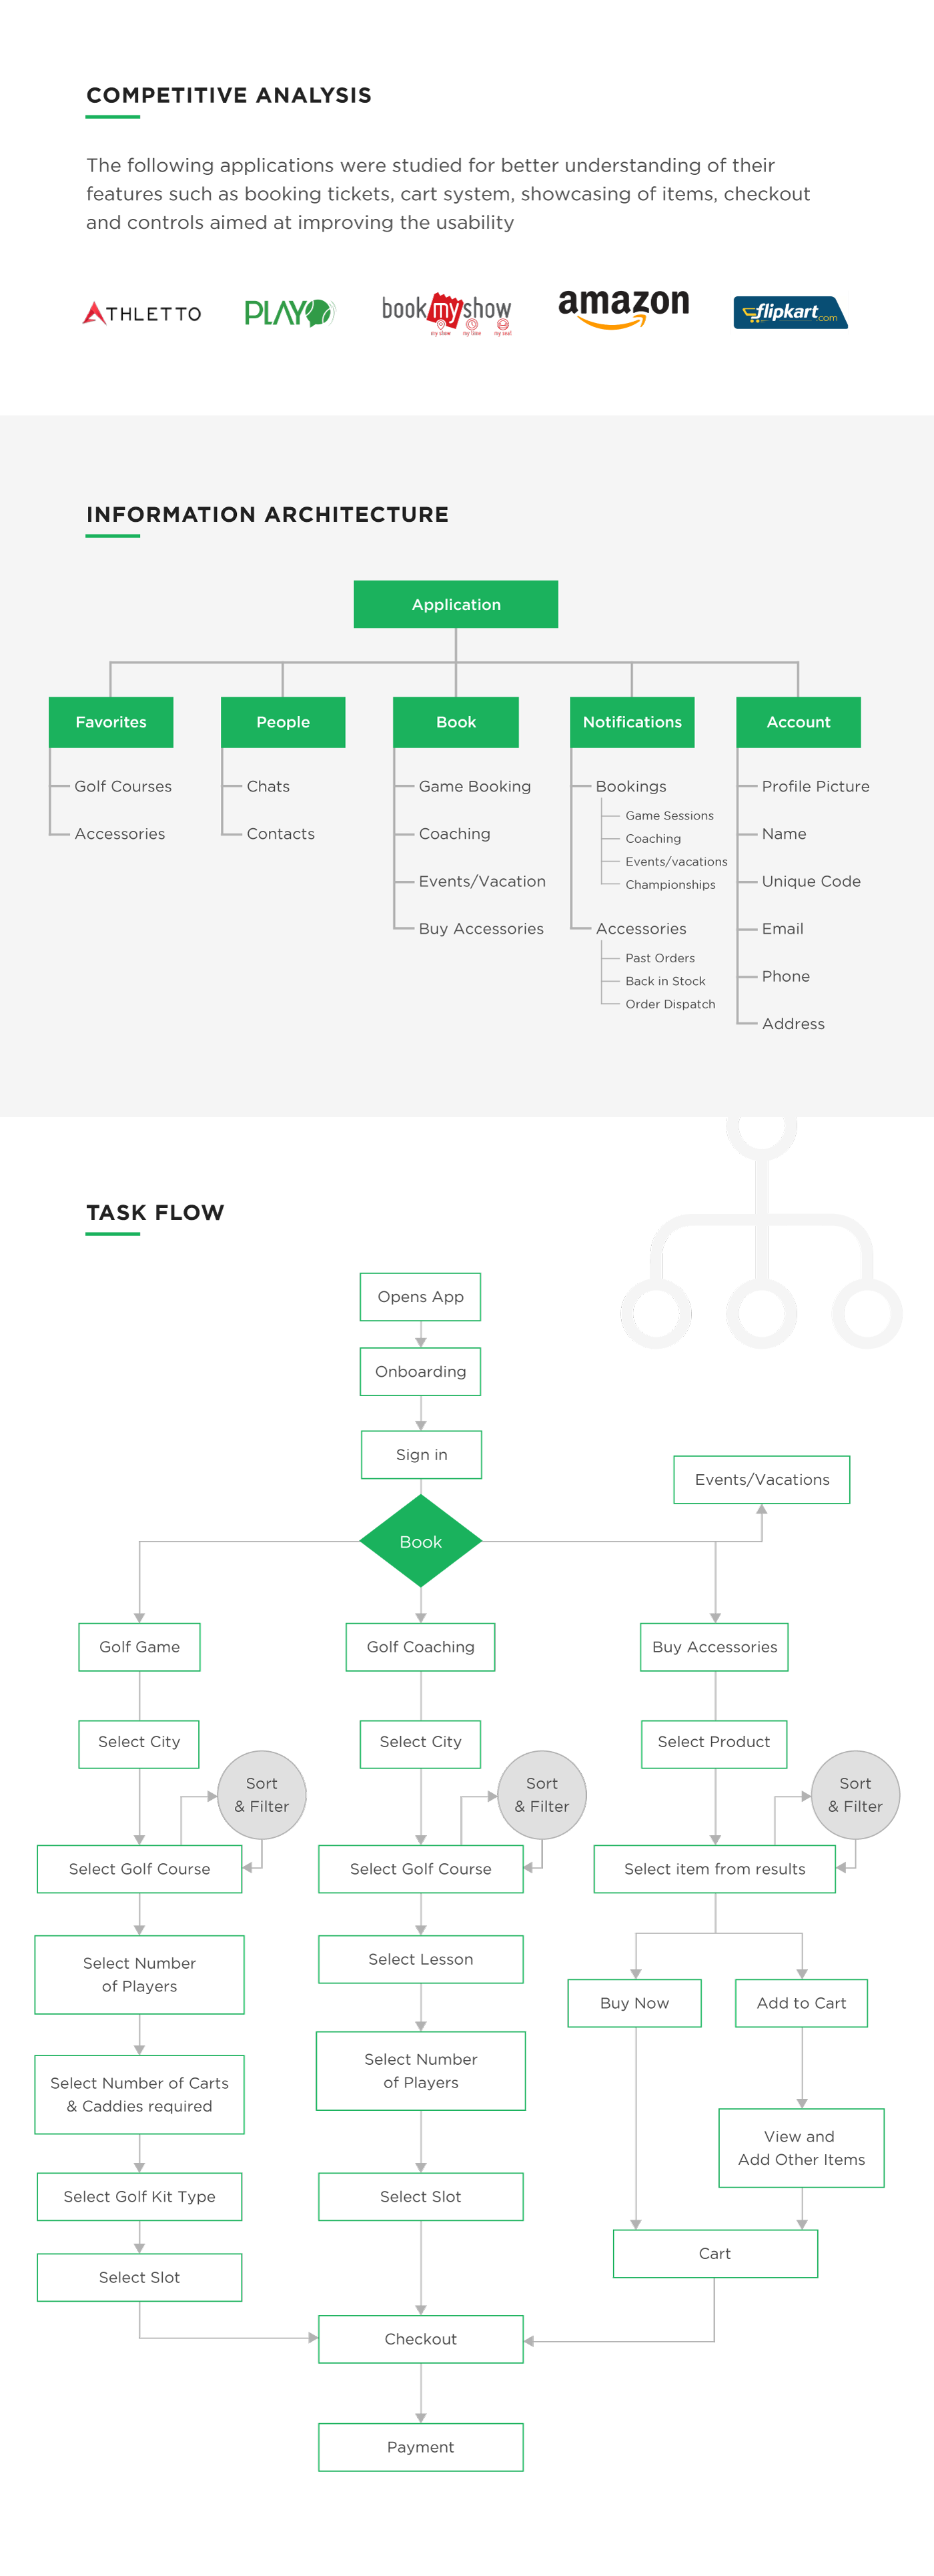 COMPETITIVE ANALYSIS
The following applications were studied for better understanding of their
features such as booking tickets, cart system, showcasing of items, checkout
and controls aimed at improving the usability
ATHLETTO
PLAYO
bookmyshow
my show
my time
my seat
amazon
flipkart.com
INFORMATION ARCHITECTURE
Application
Favorites
People
Book
Notifications
Account
Golf Courses
Accessories
Chats
Contacts
Game Booking
Coaching
Events/Vacation
Buy Accessories
Bookings
Game Sessions
Coaching
Events/vacations
Championships
Accessories
Past Orders
Back in Stock
Order Dispatch
Profile Picture
Name
Unique Code
Email
Phone
Address
TASK FLOW
Opens App
Onboarding
Sign in
Events/Vacations
Book
Golf Game
Golf Coaching
Buy Accessories
Select City
Select City
Select Product
Sort
& Filter
Sort
& Filter
Sort
& Filter
Select Golf Course
Select Golf Course
Select item from results
Select Number
of Players
Select Lesson
Buy Now
Add to Cart
Select Number of Carts
& Caddies required
Select Number
of Players
View and
Add Other Items
Select Golf Kit Type
Select Slot
Cart
Select Slot
Checkout
Payment